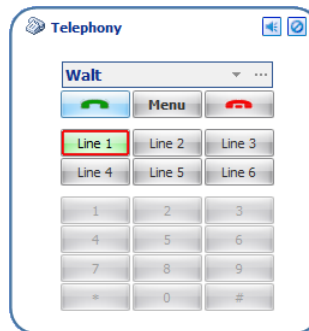 Telephony
Walt ...
Menu
Line 1 Line 2 Line 3
Line 4 Line 5 Line 6
1 2 3
4 5 6
7 8 9
* 0 #